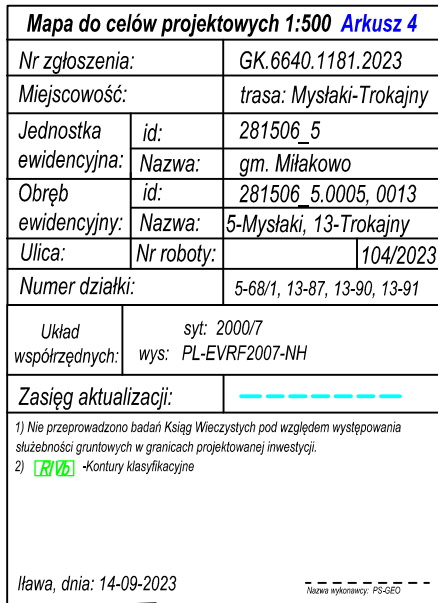 Mapa do celów projektowych 1:500 Arkusz 4
Nr zgłoszenia: GK.6640.1181.2023
Miejscowość: trasa: Mysłaki-Trokajny
Jednostka ewidencyjna: id: 281506_5
Nazwa: gm. Miłakowo
Obręb ewidencyjny: id: 281506_5.0005, 0013
Nazwa: 5-Mysłaki, 13-Trokajny
Ulica: Nr roboty: 104/2023
Numer działki: 5-68/1, 13-87, 13-90, 13-91
Układ współrzędnych: syt: 2000/7
wys: PL-EVRF2007-NH
Zasięg aktualizacji:
1) Nie przeprowadzono badań Ksiąg Wieczystych pod względem występowania
służebności gruntowych w granicach projektowanej inwestycji.
2) RIVb -Kontury klasyfikacyjne
Iława, dnia: 14-09-2023
Nazwa wykonawcy: PS-GEO